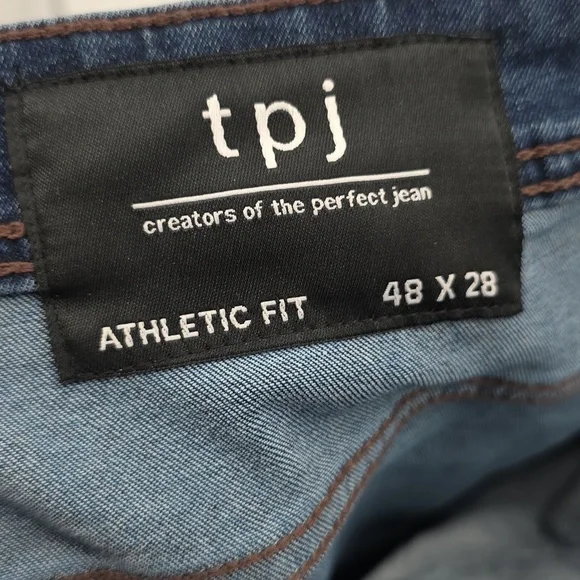 tpj
creators of the perfect jean
ATHLETIC FIT 48 X 28